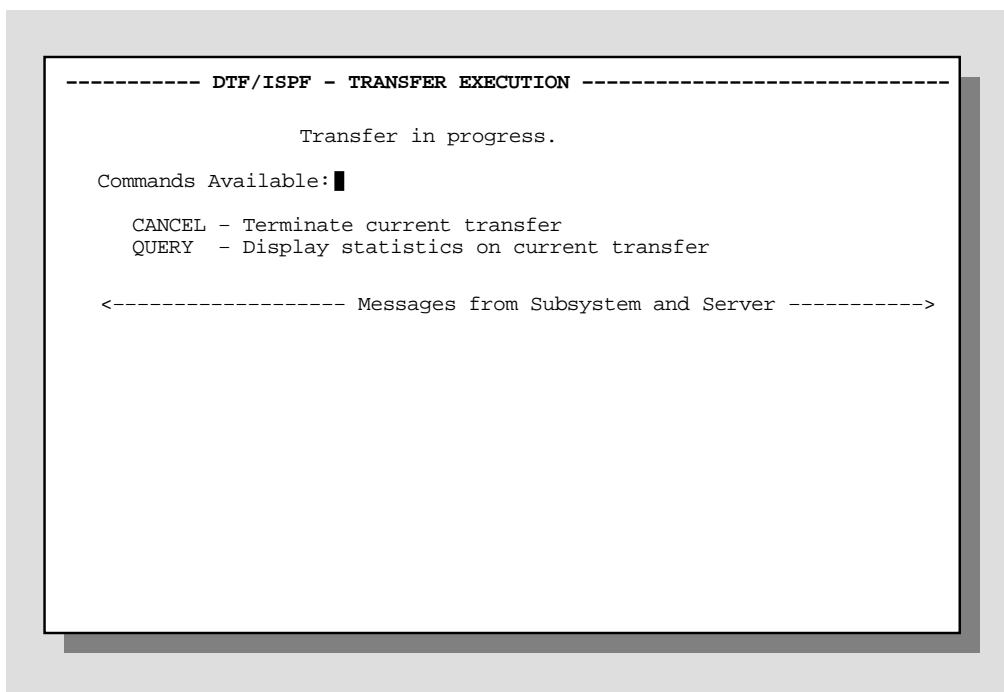 ----------- DTF/ISPF - TRANSFER EXECUTION ------------------------------
Transfer in progress.
Commands Available:
CANCEL - Terminate current transfer
QUERY - Display statistics on current transfer
<------------------- Messages from Subsystem and Server ----------->